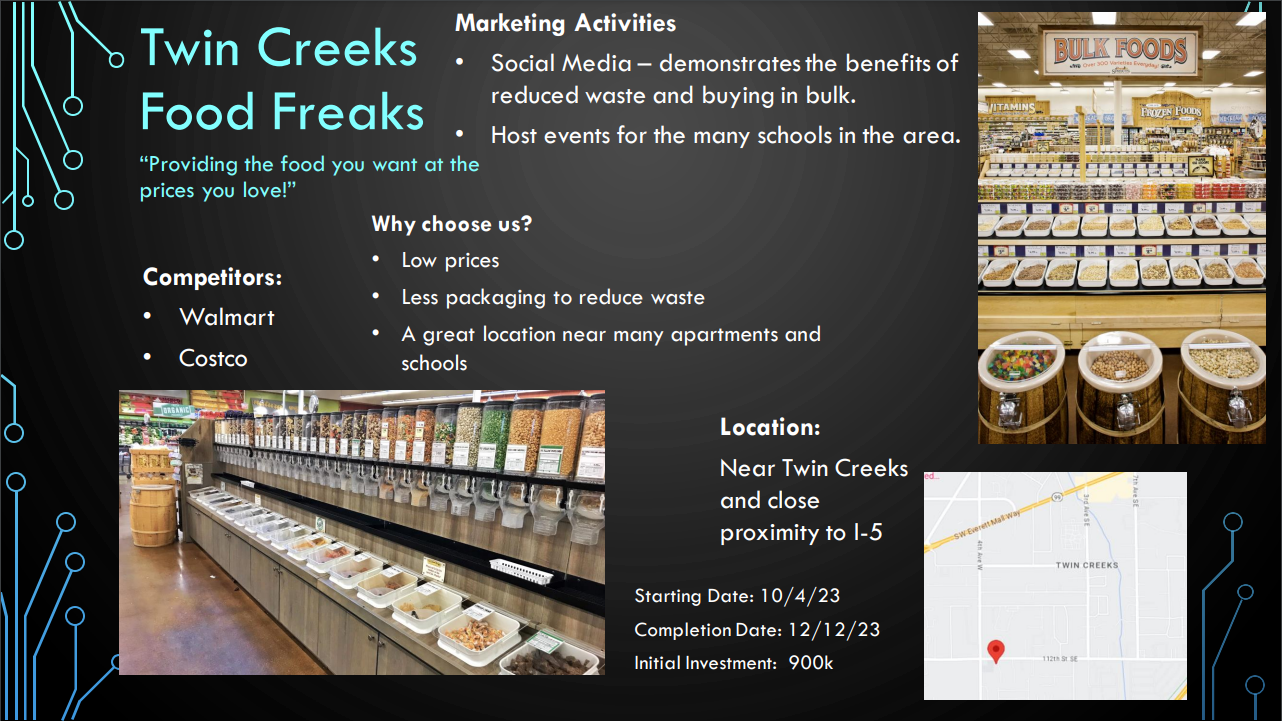 Twin Creeks
Food Freaks
“Providing the food you want at the
prices you love!”
Marketing Activities
• Social Media – demonstrates the benefits of
reduced waste and buying in bulk.
• Host events for the many schools in the area.
Why choose us?
• Low prices
• Less packaging to reduce waste
• A great location near many apartments and
schools
Competitors:
• Walmart
• Costco
BULK FOODS
Over 300 Varieties Everyday!
VITAMINS
FROZEN FOODS
ORGANIC
Location:
Near Twin Creeks
and close
proximity to I-5
Starting Date: 10/4/23
Completion Date: 12/12/23
Initial Investment: 900k
ed...
99
SW Everett Mall Way
4th Ave W
3rd Ave SE
7th Ave SE
TWIN CREEKS
112th St SE